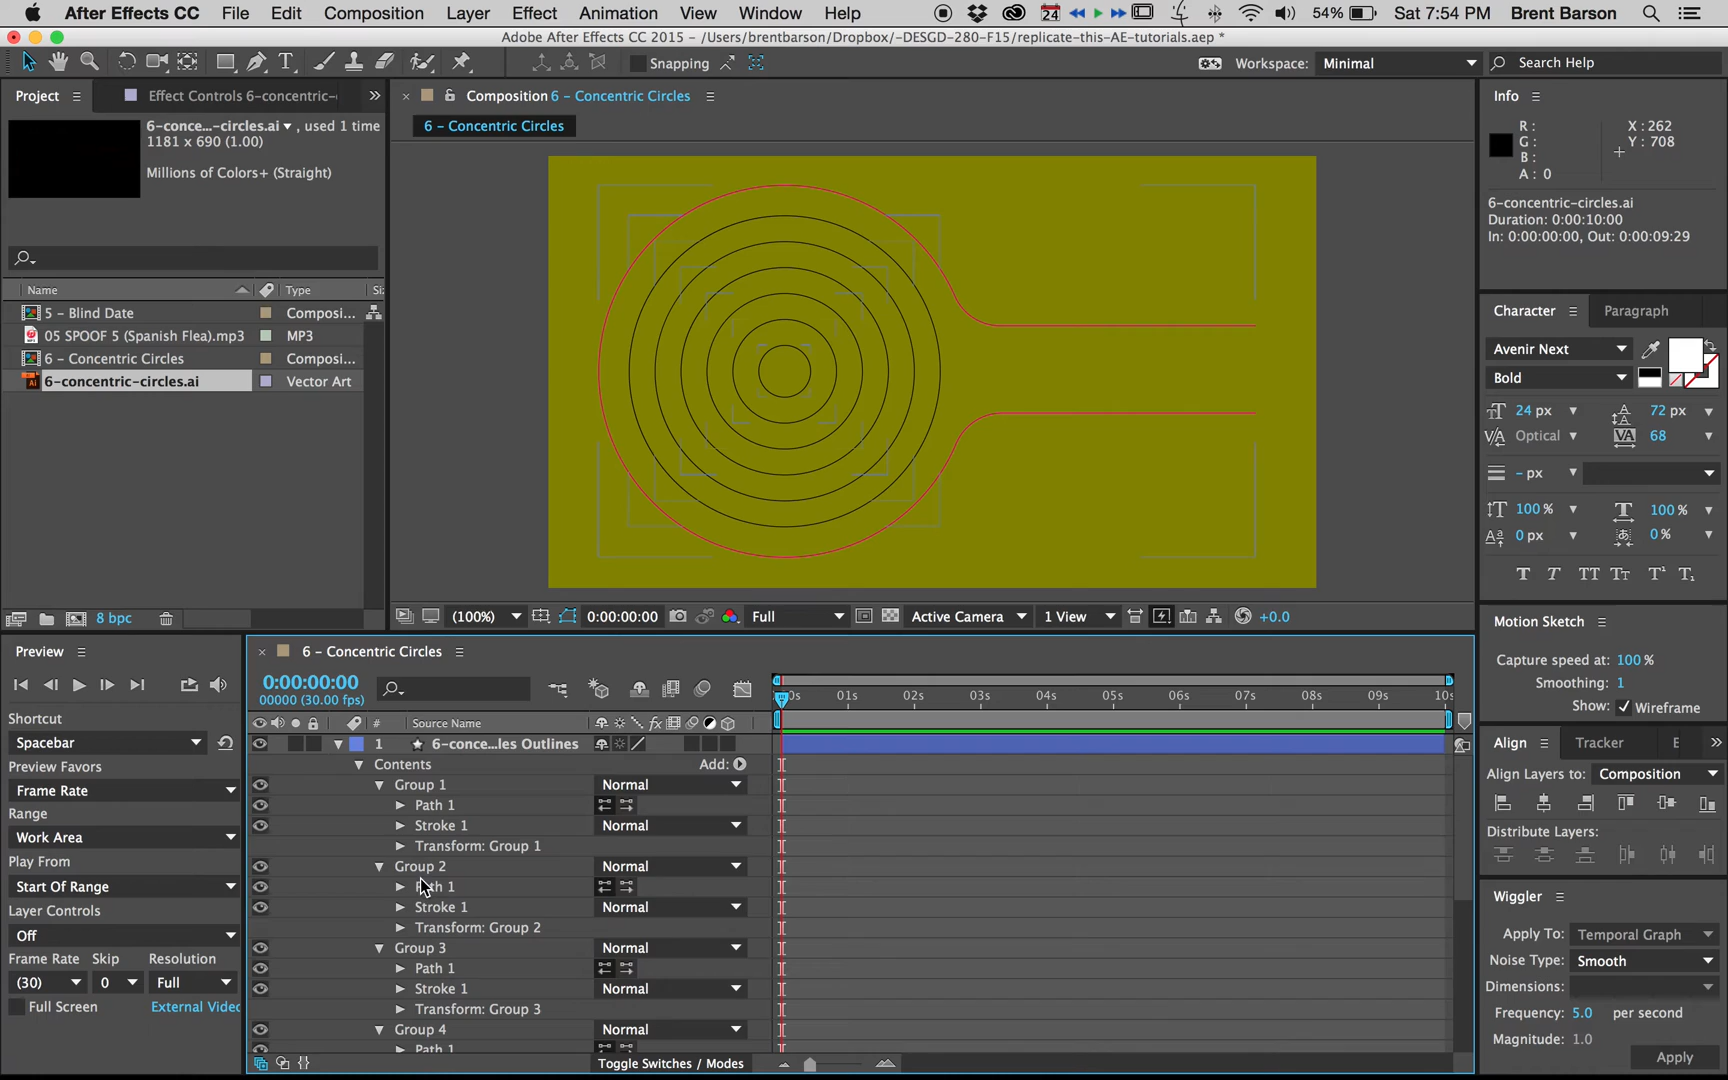 After Effects CC File Edit Composition Layer Effect Animation View Window Help 24 54% Sat 7:54 PM Brent Barson
Adobe After Effects CC 2015 - /Users/brentbarson/Dropbox/-DESGD-280-F15/replicate-this-AE-tutorials.aep *
Snapping Workspace: Minimal Search Help
Project Effect Controls 6-concentric- Composition 6 – Concentric Circles Info
6-conce...-circles.ai , used 1 time
1181 x 690 (1.00)
Millions of Colors+ (Straight)
6 – Concentric Circles
R: X: 262
G: Y: 708
B:
A: 0
6-concentric-circles.ai
Duration: 0:00:10:00
In: 0:00:00:00, Out: 0:00:09:29
Name Type Si
5 - Blind Date Composi...
05 SPOOF 5 (Spanish Flea).mp3 MP3
6 – Concentric Circles Composi...
6-concentric-circles.ai Vector Art
Character Paragraph
Avenir Next
Bold
24 px 72 px
Optical 68
- px
100 % 100 %
0 px 0 %
T T TT Tt T¹ T₁
8 bpc
(100%) 0:00:00:00 Full Active Camera 1 View +0.0
Motion Sketch
Capture speed at: 100 %
Smoothing: 1
Show: Wireframe
Preview
Shortcut
Spacebar
Preview Favors
Frame Rate
Range
Work Area
Play From
Start Of Range
Layer Controls
Off
Frame Rate Skip Resolution
(30) 0 Full
Full Screen External Video
6 – Concentric Circles
0:00:00:00
00000 (30.00 fps)
0s 01s 02s 03s 04s 05s 06s 07s 08s 09s 10s
# Source Name
1 6-conce...les Outlines
Contents Add:
Group 1 Normal
Path 1
Stroke 1 Normal
Transform: Group 1
Group 2 Normal
Path 1
Stroke 1 Normal
Transform: Group 2
Group 3 Normal
Path 1
Stroke 1 Normal
Transform: Group 3
Group 4 Normal
Path 1
Toggle Switches / Modes
Align Tracker
Align Layers to: Composition
Distribute Layers:
Wiggler
Apply To: Temporal Graph
Noise Type: Smooth
Dimensions:
Frequency: 5.0 per second
Magnitude: 1.0
Apply